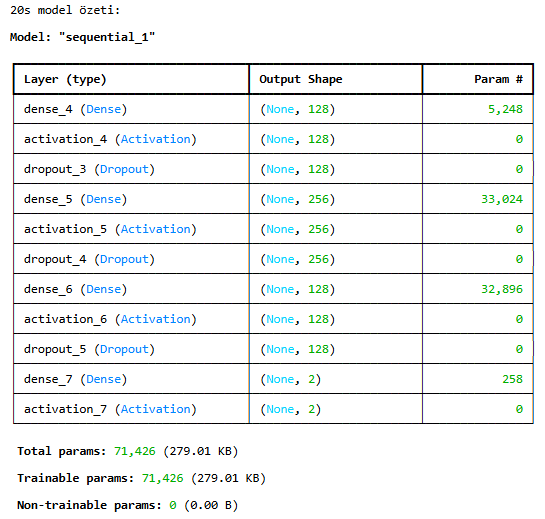 20s model özeti:
Model: "sequential_1"
Layer (type) Output Shape Param #
dense_4 (Dense) (None, 128) 5,248
activation_4 (Activation) (None, 128) 0
dropout_3 (Dropout) (None, 128) 0
dense_5 (Dense) (None, 256) 33,024
activation_5 (Activation) (None, 256) 0
dropout_4 (Dropout) (None, 256) 0
dense_6 (Dense) (None, 128) 32,896
activation_6 (Activation) (None, 128) 0
dropout_5 (Dropout) (None, 128) 0
dense_7 (Dense) (None, 2) 258
activation_7 (Activation) (None, 2) 0
Total params: 71,426 (279.01 KB)
Trainable params: 71,426 (279.01 KB)
Non-trainable params: 0 (0.00 B)